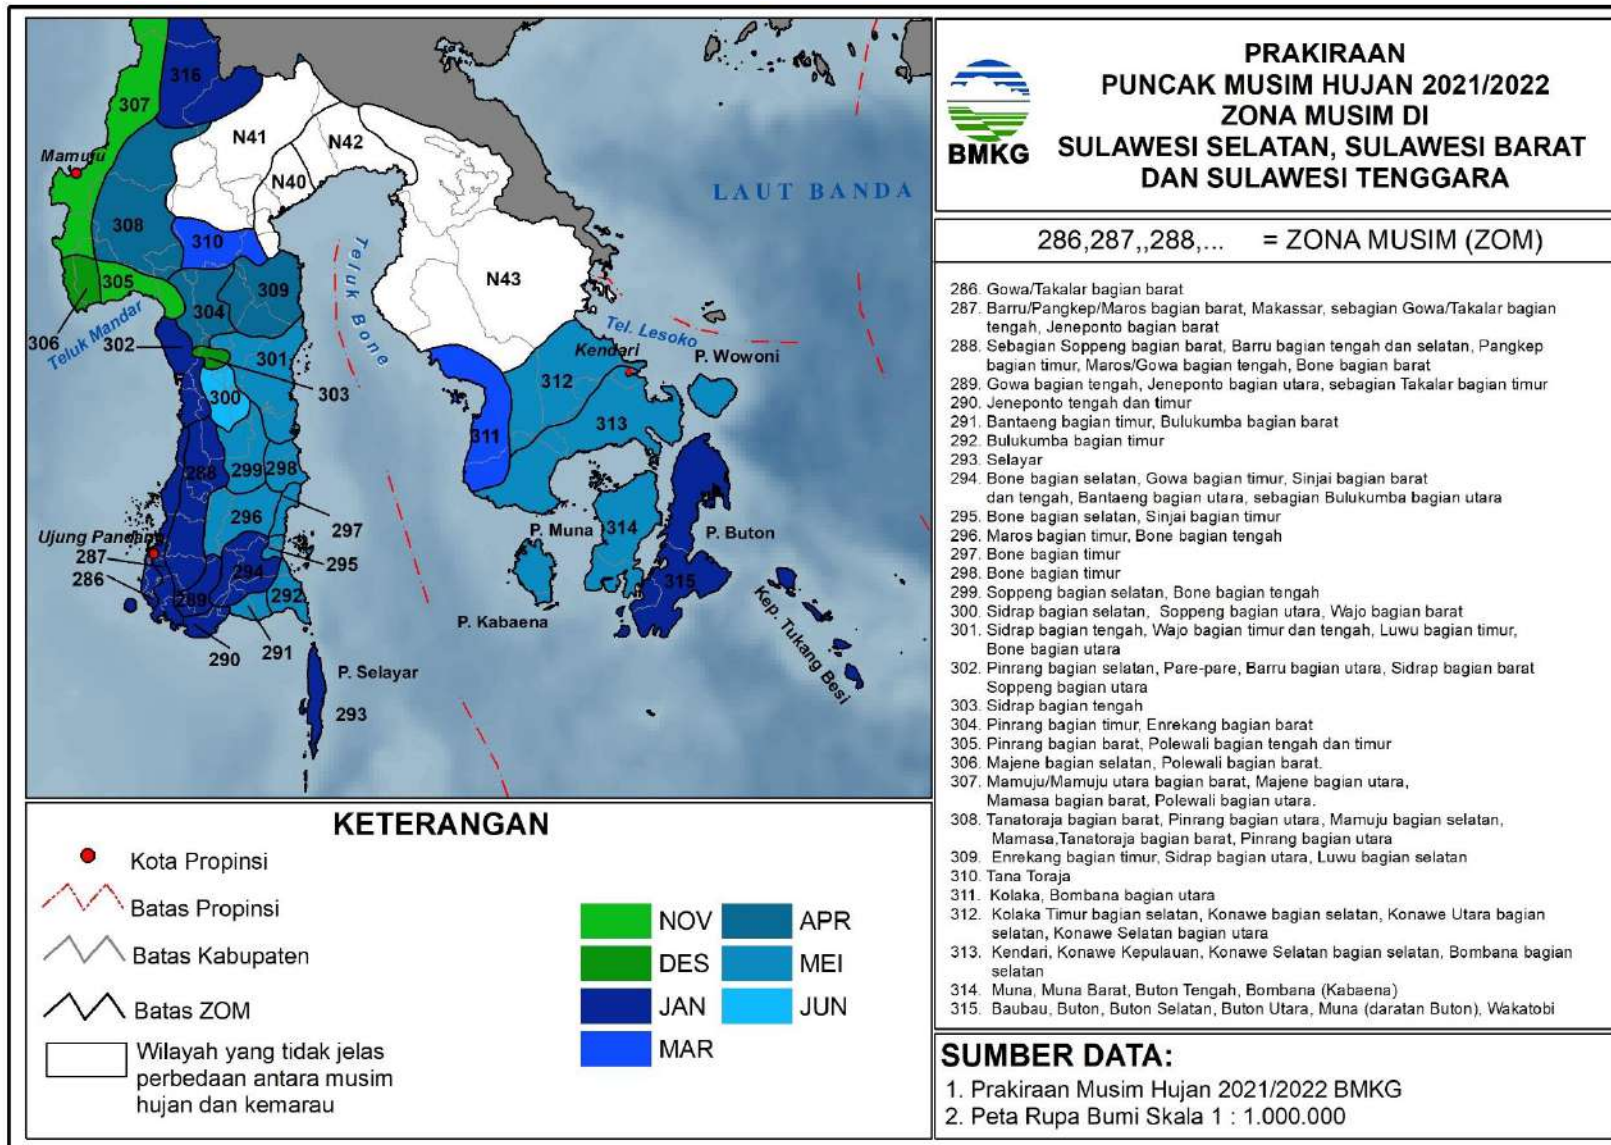 316
307
N41
N42
Mamuju
N40
308
310
305
309
304
306
302
Teluk Mandar
301
303
300
Teluk Bone
N43
Tel. Lesoko
Kendari
P. Wowoni
312
311
313
288
299
298
296
297
Ujung Pandang
287
295
286
294
289
292
290
291
P. Muna
314
P. Buton
315
P. Kabaena
Kep. Tukang Besi
P. Selayar
293
LAUT BANDA
BMKG
PRAKIRAAN
PUNCAK MUSIM HUJAN 2021/2022
ZONA MUSIM DI
SULAWESI SELATAN, SULAWESI BARAT
DAN SULAWESI TENGGARA
286,287,,288,... = ZONA MUSIM (ZOM)
286. Gowa/Takalar bagian barat
287. Barru/Pangkep/Maros bagian barat, Makassar, sebagian Gowa/Takalar bagian
tengah, Jeneponto bagian barat
288. Sebagian Soppeng bagian barat, Barru bagian tengah dan selatan, Pangkep
bagian timur, Maros/Gowa bagian tengah, Bone bagian barat
289. Gowa bagian tengah, Jeneponto bagian utara, sebagian Takalar bagian timur
290. Jeneponto tengah dan timur
291. Bantaeng bagian timur, Bulukumba bagian barat
292. Bulukumba bagian timur
293. Selayar
294. Bone bagian selatan, Gowa bagian timur, Sinjai bagian barat
dan tengah, Bantaeng bagian utara, sebagian Bulukumba bagian utara
295. Bone bagian selatan, Sinjai bagian timur
296. Maros bagian timur, Bone bagian tengah
297. Bone bagian timur
298. Bone bagian timur
299. Soppeng bagian selatan, Bone bagian tengah
300. Sidrap bagian selatan, Soppeng bagian utara, Wajo bagian barat
301. Sidrap bagian tengah, Wajo bagian timur dan tengah, Luwu bagian timur,
Bone bagian utara
302. Pinrang bagian selatan, Pare-pare, Barru bagian utara, Sidrap bagian barat
Soppeng bagian utara
303. Sidrap bagian tengah
304. Pinrang bagian timur, Enrekang bagian barat
305. Pinrang bagian barat, Polewali bagian tengah dan timur
306. Majene bagian selatan, Polewali bagian barat.
307. Mamuju/Mamuju utara bagian barat, Majene bagian utara,
Mamasa bagian barat, Polewali bagian utara.
308. Tanatoraja bagian barat, Pinrang bagian utara, Mamuju bagian selatan,
Mamasa,Tanatoraja bagian barat, Pinrang bagian utara
309. Enrekang bagian timur, Sidrap bagian utara, Luwu bagian selatan
310. Tana Toraja
311. Kolaka, Bombana bagian utara
312. Kolaka Timur bagian selatan, Konawe bagian selatan, Konawe Utara bagian
selatan, Konawe Selatan bagian utara
313. Kendari, Konawe Kepulauan, Konawe Selatan bagian selatan, Bombana bagian
selatan
314. Muna, Muna Barat, Buton Tengah, Bombana (Kabaena)
315. Baubau, Buton, Buton Selatan, Buton Utara, Muna (daratan Buton), Wakatobi
KETERANGAN
Kota Propinsi
Batas Propinsi
Batas Kabupaten
Batas ZOM
Wilayah yang tidak jelas
perbedaan antara musim
hujan dan kemarau
NOV
DES
JAN
MAR
APR
MEI
JUN
SUMBER DATA:
1. Prakiraan Musim Hujan 2021/2022 BMKG
2. Peta Rupa Bumi Skala 1 : 1.000.000